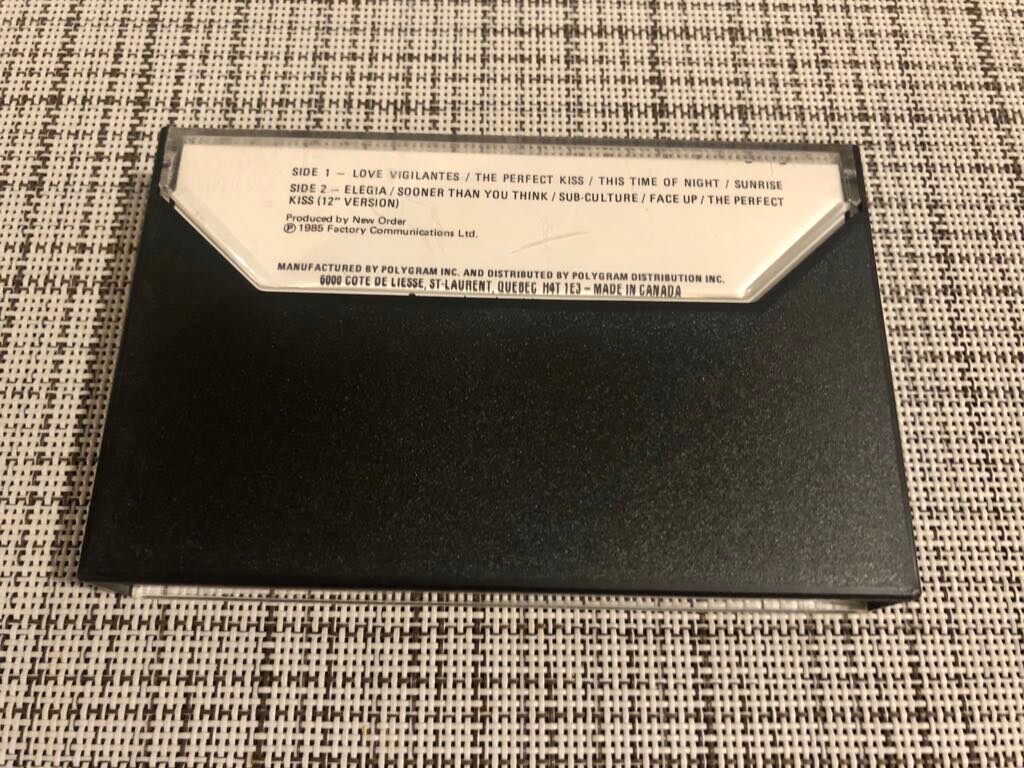 SIDE 1 – LOVE VIGILANTES / THE PERFECT KISS / THIS TIME OF NIGHT / SUNRISE
SIDE 2 – ELEGIA / SOONER THAN YOU THINK / SUB-CULTURE / FACE UP / THE PERFECT
KISS (12" VERSION)
Produced by New Order
℗ 1985 Factory Communications Ltd.
MANUFACTURED BY POLYGRAM INC. AND DISTRIBUTED BY POLYGRAM DISTRIBUTION INC.
6000 COTE DE LIESSE, ST-LAURENT, QUEBEC H4T 1E3 – MADE IN CANADA